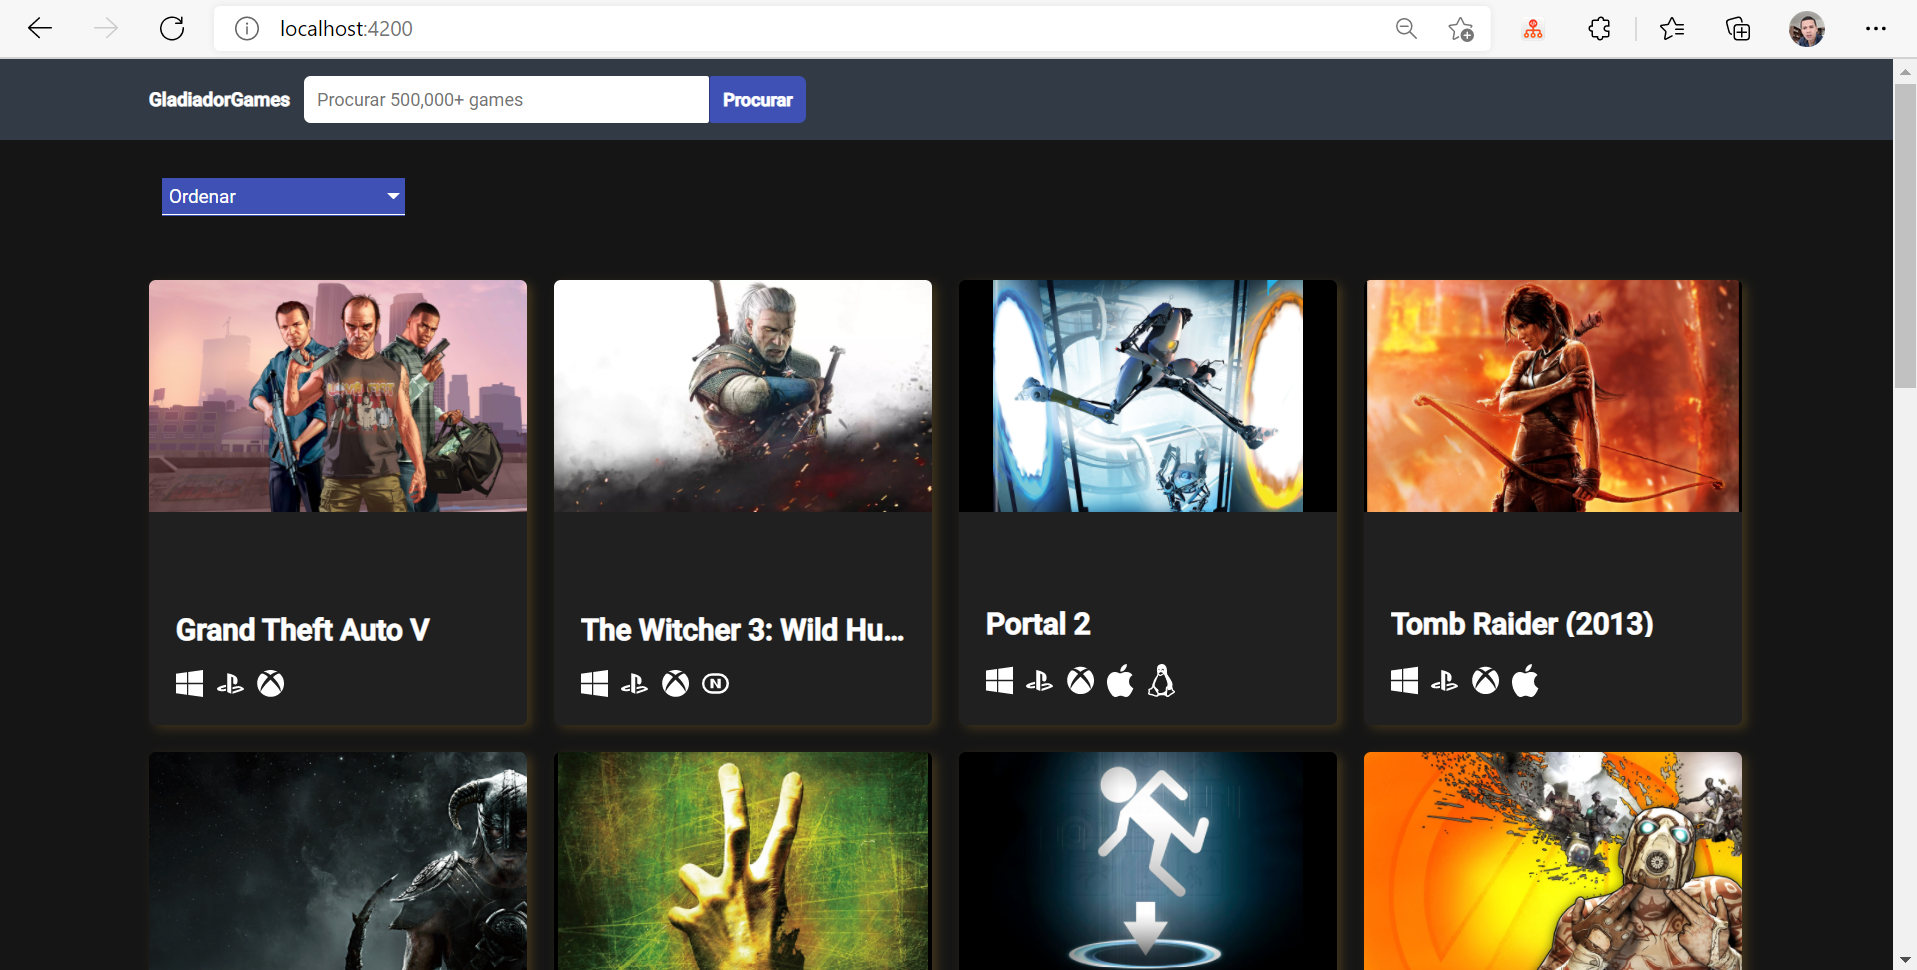 localhost:4200
GladiadorGames
Procurar 500,000+ games
Procurar
Ordenar
Grand Theft Auto V
The Witcher 3: Wild Hu...
Portal 2
Tomb Raider (2013)